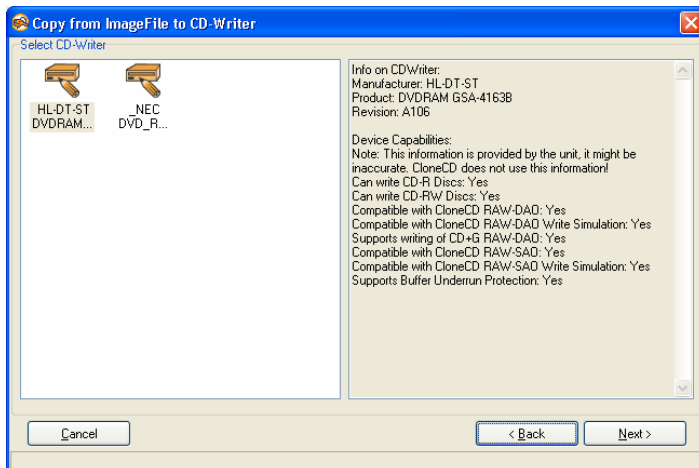 Copy from ImageFile to CD-Writer
Select CD-Writer
HL-DT-ST
DVDRAM...
_NEC
DVD_R...
Info on CDWriter:
Manufacturer: HL-DT-ST
Product: DVDRAM GSA-4163B
Revision: A106
Device Capabilities:
Note: This information is provided by the unit, it might be
inaccurate. CloneCD does not use this information!
Can write CD-R Discs: Yes
Can write CD-RW Discs: Yes
Compatible with CloneCD RAW-DAO: Yes
Compatible with CloneCD RAW-DAO Write Simulation: Yes
Supports writing of CD+G RAW-DAO: Yes
Compatible with CloneCD RAW-SAO: Yes
Compatible with CloneCD RAW-SAO Write Simulation: Yes
Supports Buffer Underrun Protection: Yes
Cancel
< Back
Next >